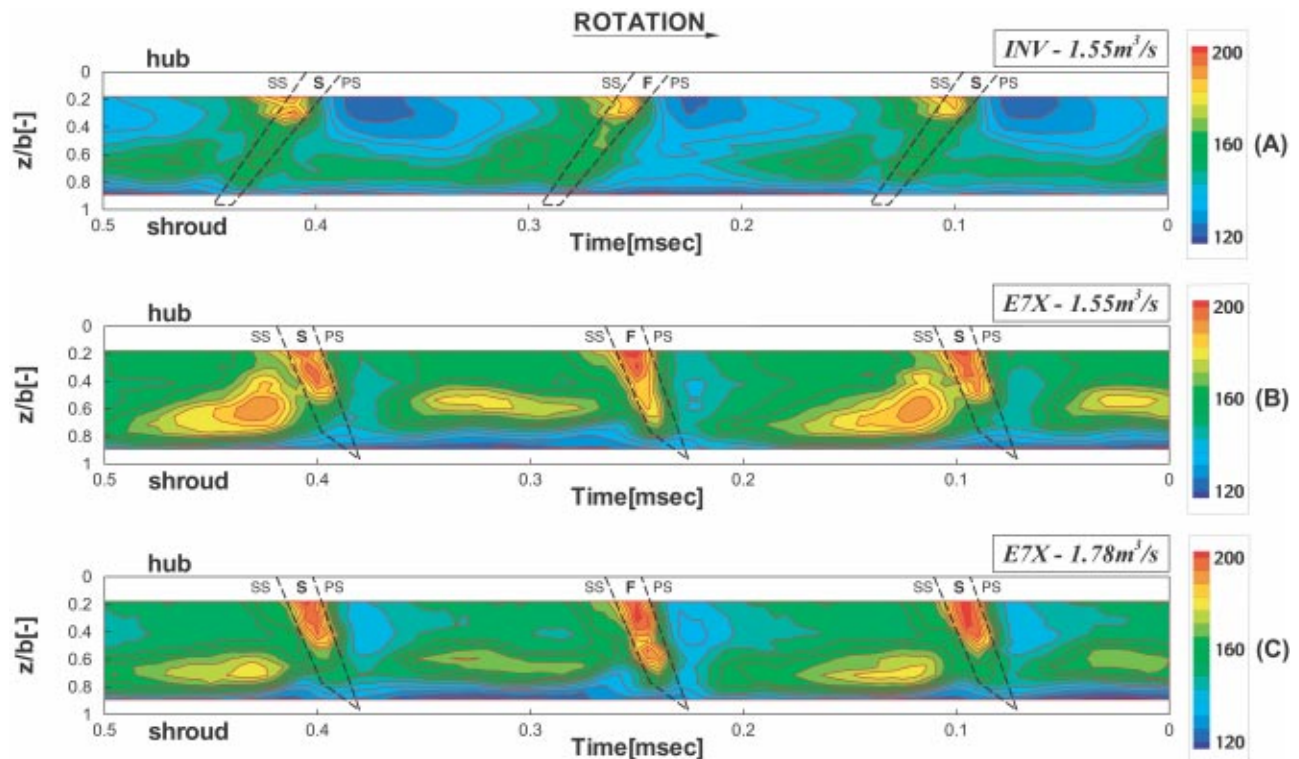 ROTATION
hub
INV - 1.55m³/s
SS S PS SS F PS SS S PS
0
0.2
0.4
0.6
0.8
1
z/b[-]
0.5 0.4 0.3 0.2 0.1 0
shroud
Time[msec]
200
160
120
(A)
hub
E7X - 1.55m³/s
SS S PS SS F PS SS S PS
0
0.2
0.4
0.6
0.8
1
z/b[-]
0.5 0.4 0.3 0.2 0.1 0
shroud
Time[msec]
200
160
120
(B)
hub
E7X - 1.78m³/s
SS S PS SS F PS SS S PS
0
0.2
0.4
0.6
0.8
1
z/b[-]
0.5 0.4 0.3 0.2 0.1 0
shroud
Time[msec]
200
160
120
(C)